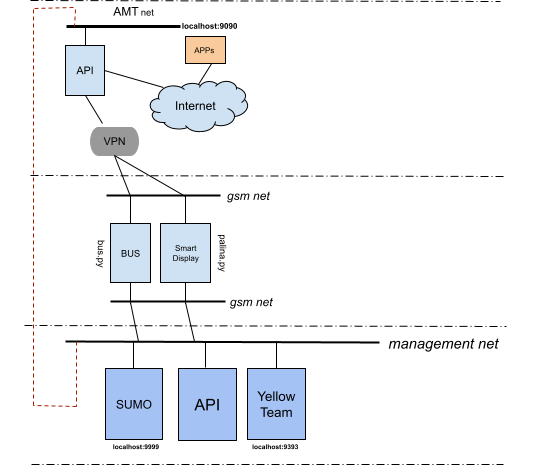 AMT net
localhost:9090
APPs
API
Internet
VPN
gsm net
bus.py
BUS
Smart
Display
palina.py
gsm net
management net
SUMO
API
Yellow
Team
localhost:9999
localhost:9393